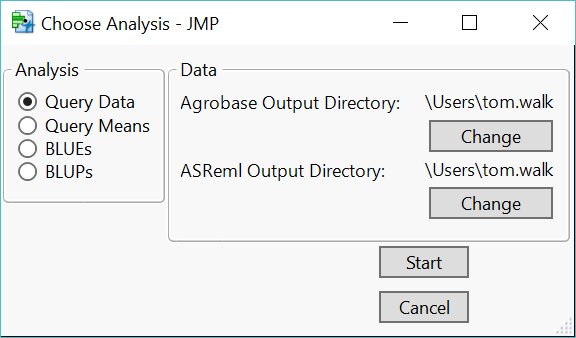 Choose Analysis - JMP
Analysis
Query Data
Query Means
BLUEs
BLUPs
Data
Agrobase Output Directory: \Users\tom.walk
Change
ASReml Output Directory: \Users\tom.walk
Change
Start
Cancel